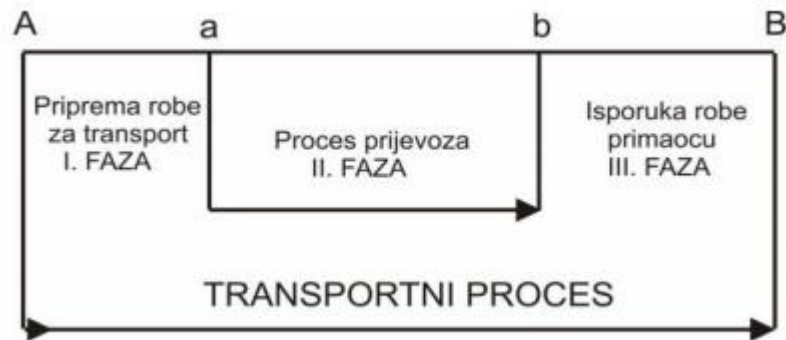 A a b B
Priprema robe
za transport
I. FAZA
Proces prijevoza
II. FAZA
Isporuka robe
primaocu
III. FAZA
TRANSPORTNI PROCES